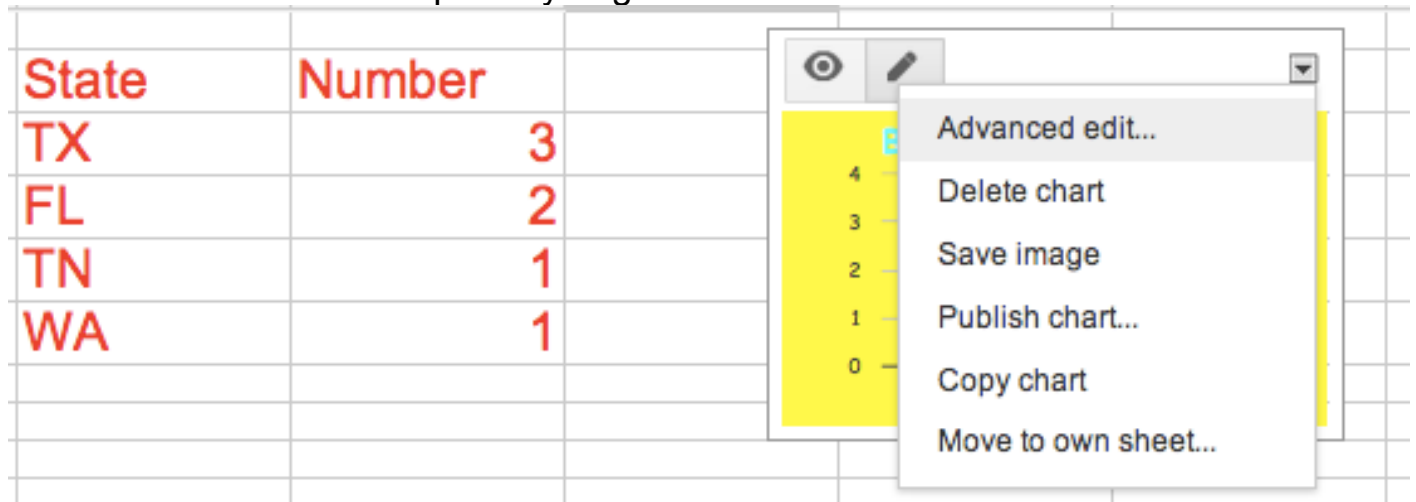 State Number
TX 3
FL 2
TN 1
WA 1
Advanced edit...
Delete chart
Save image
Publish chart...
Copy chart
Move to own sheet...
4
3
2
1
0